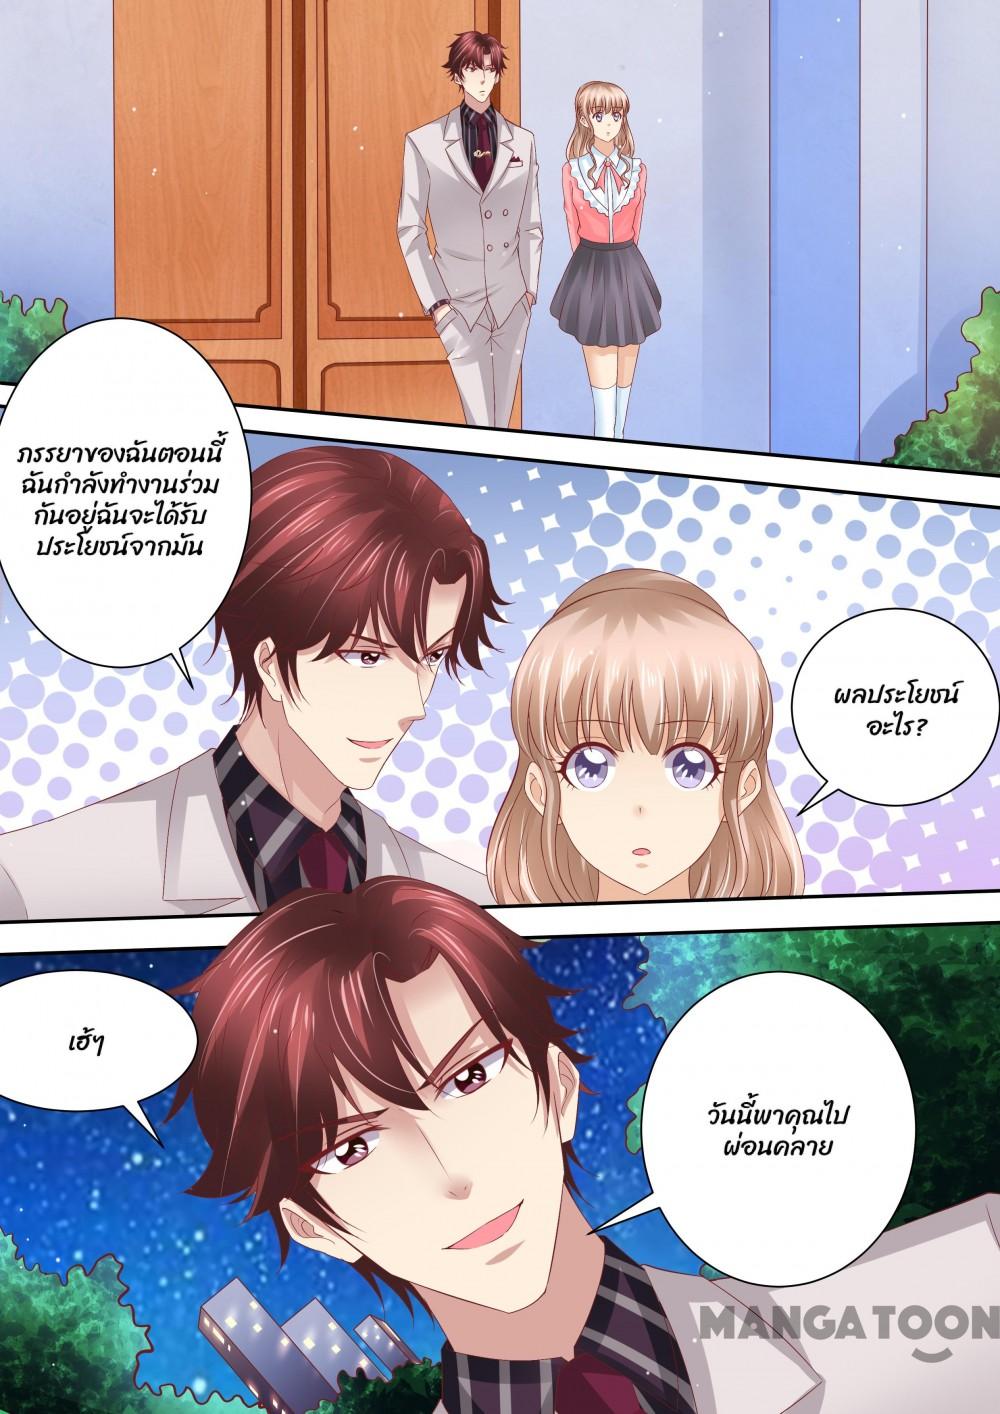 ภรรยาของฉันตอนนี้
ฉันกำลังทำงานร่วม
กันอยู่ฉันจะได้รับ
ประโยชน์จากมัน
ผลประโยชน์
อะไร?
เฮ้ๆ
วันนี้พาคุณไป
ผ่อนคลาย
MANGATOON